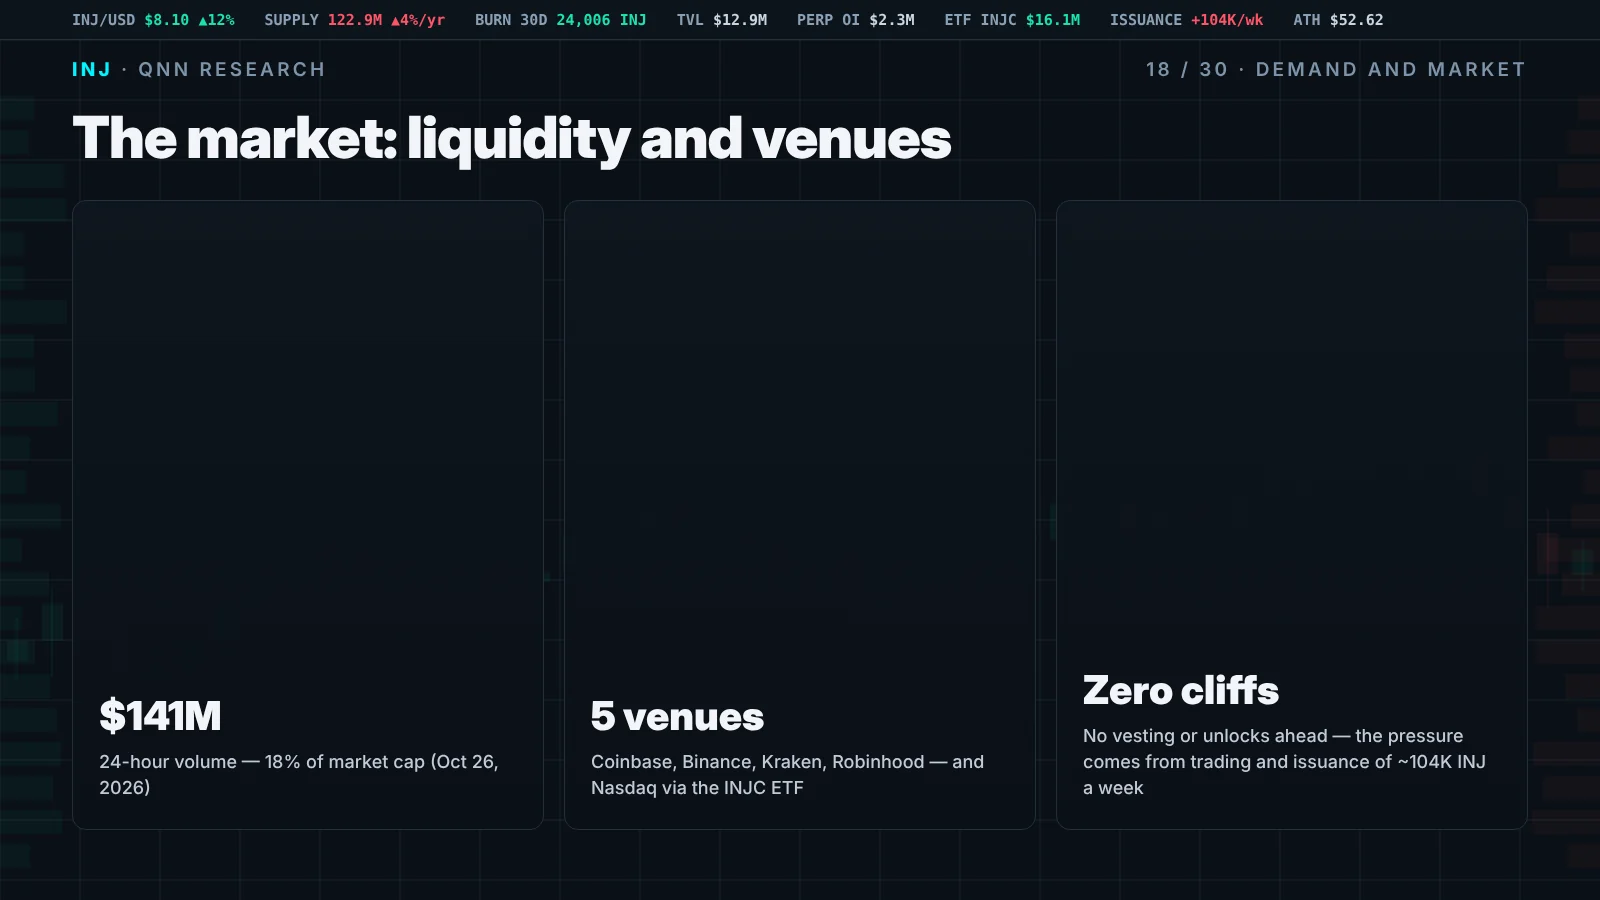 INJ/USD $8.10 ▲12% SUPPLY 122.9M ▲4%/yr BURN 30D 24,006 INJ TVL $12.9M PERP OI $2.3M ETF INJC $16.1M ISSUANCE +104K/wk ATH $52.62
INJ · QNN RESEARCH
18 / 30 · DEMAND AND MARKET
The market: liquidity and venues
$141M
24-hour volume — 18% of market cap (Oct 26,
2026)
5 venues
Coinbase, Binance, Kraken, Robinhood — and
Nasdaq via the INJC ETF
Zero cliffs
No vesting or unlocks ahead — the pressure
comes from trading and issuance of ~104K INJ
a week